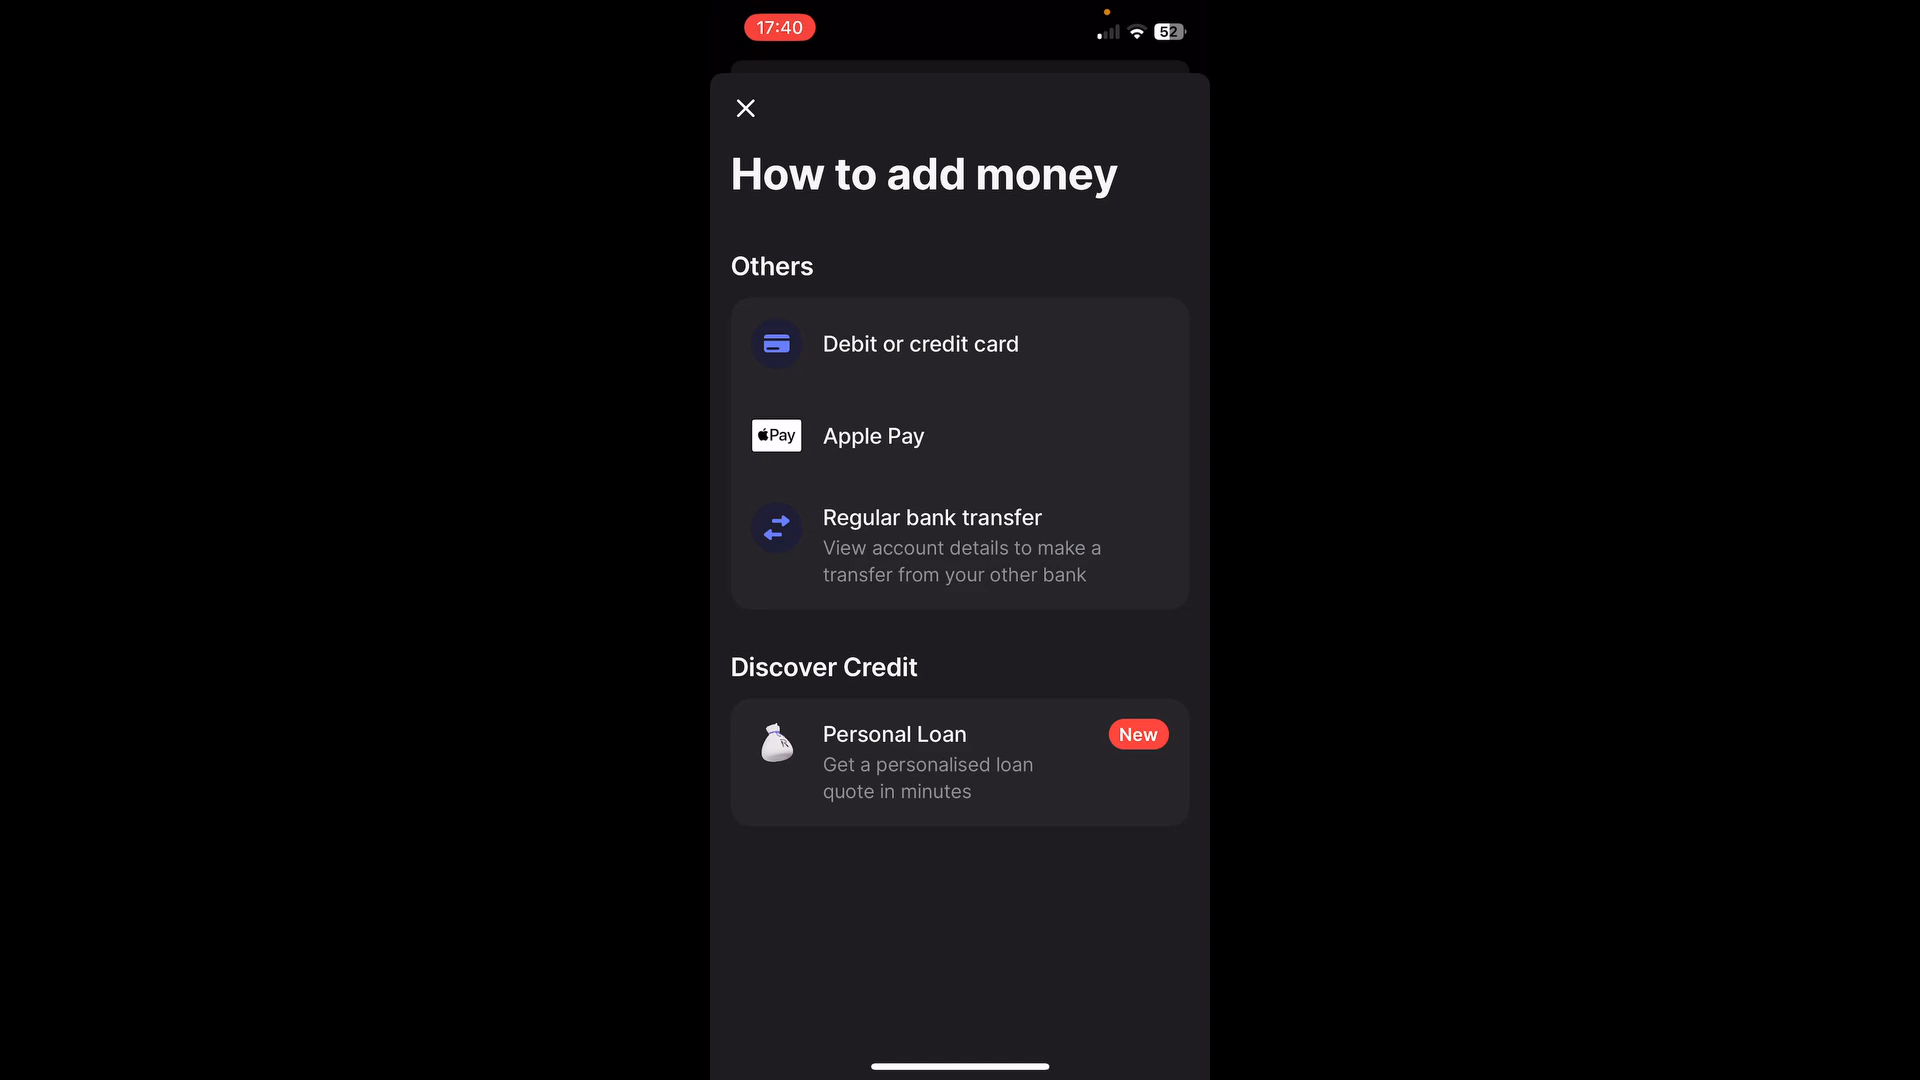 17:40
52
How to add money
Others
Debit or credit card
Pay
Apple Pay
Regular bank transfer
View account details to make a
transfer from your other bank
Discover Credit
Personal Loan
New
Get a personalised loan
quote in minutes